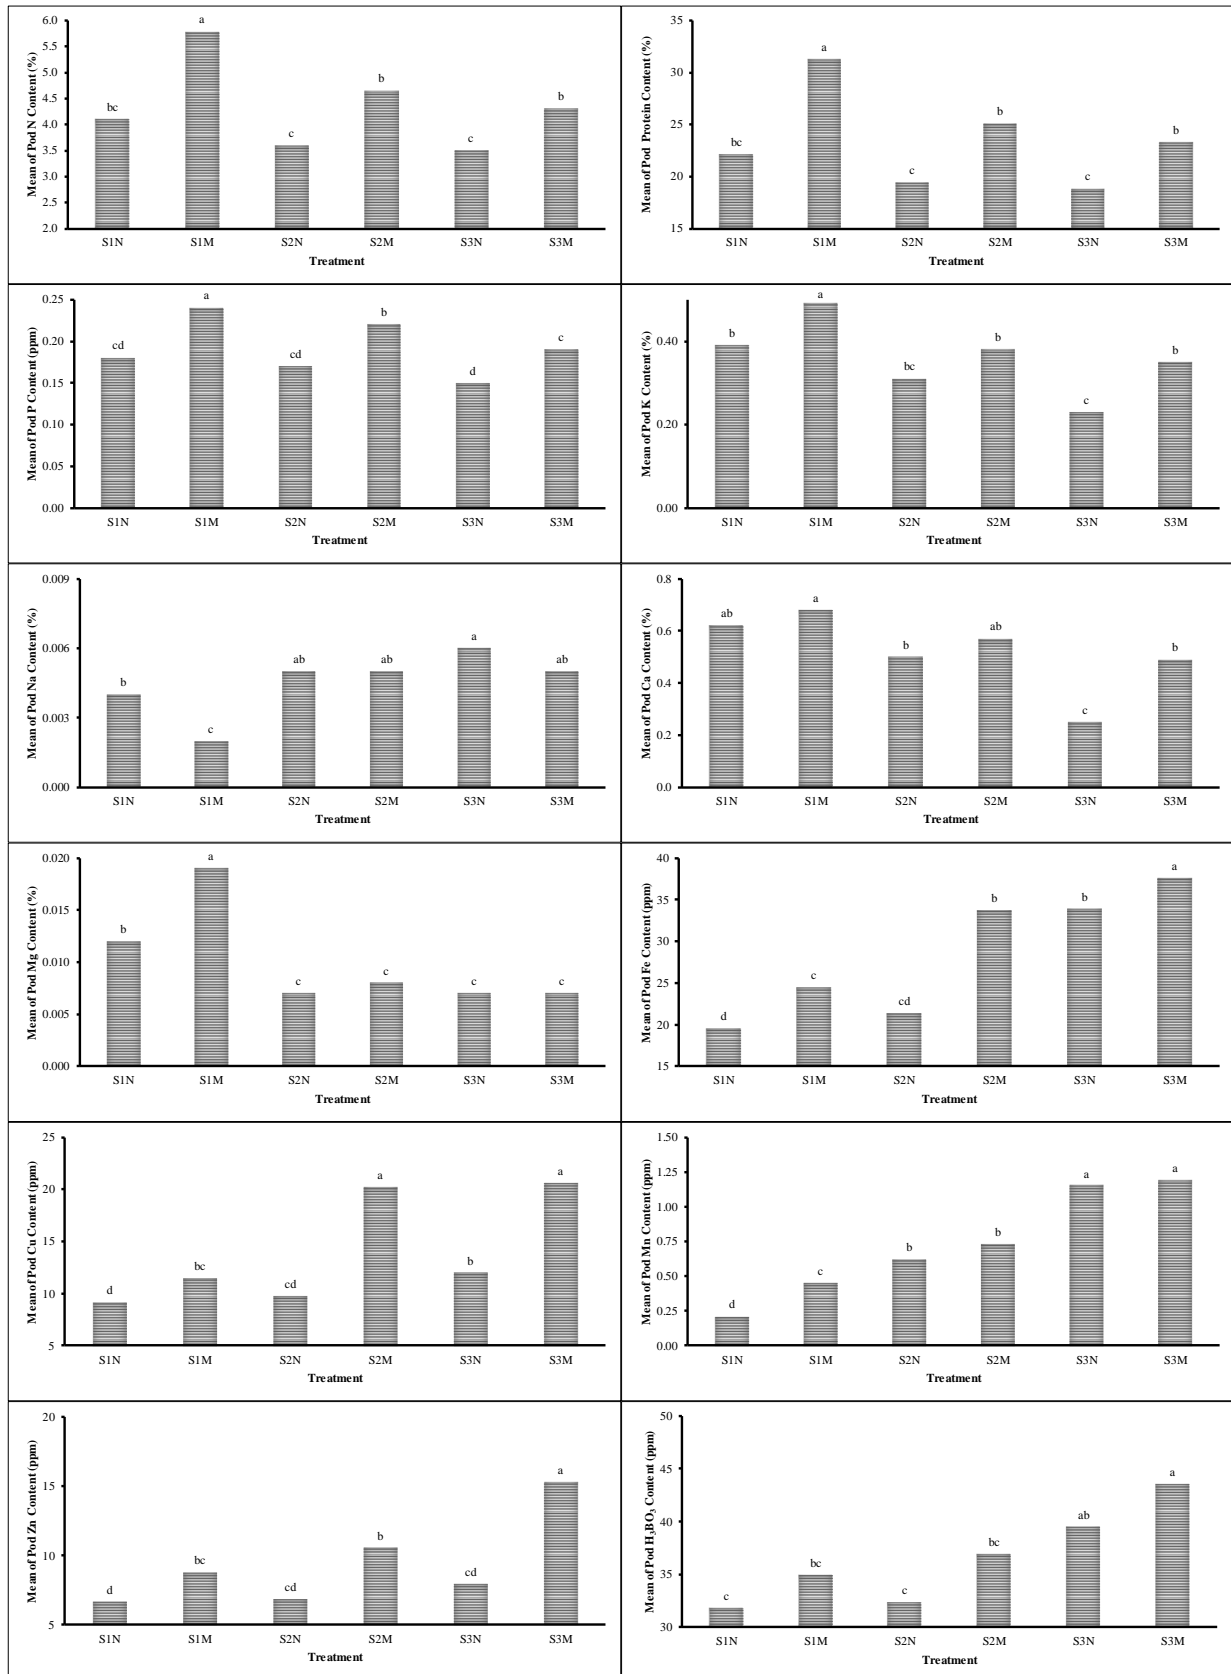 Mean of Pod N Content (%)
6.0
5.5
5.0
4.5
4.0
3.5
3.0
2.5
2.0
bc
a
c
b
c
b
S1N S1M S2N S2M S3N S3M
Treatment
Mean of Pod Protein Content (%)
35
30
25
20
15
bc
a
c
b
c
b
S1N S1M S2N S2M S3N S3M
Treatment
Mean of Pod P Content (ppm)
0.25
0.20
0.15
0.10
0.05
0.00
cd
a
cd
b
d
c
S1N S1M S2N S2M S3N S3M
Treatment
Mean of Pod K Content (%)
0.40
0.20
0.00
b
a
bc
b
c
b
S1N S1M S2N S2M S3N S3M
Treatment
Mean of Pod Na Content (%)
0.009
0.006
0.003
0.000
b
c
ab
ab
a
ab
S1N S1M S2N S2M S3N S3M
Treatment
Mean of Pod Ca Content (%)
0.8
0.6
0.4
0.2
0.0
ab
a
b
ab
c
b
S1N S1M S2N S2M S3N S3M
Treatment
Mean of Pod Mg Content (%)
0.020
0.015
0.010
0.005
0.000
b
a
c
c
c
c
S1N S1M S2N S2M S3N S3M
Treatment
Mean of Pod Fe Content (ppm)
40
35
30
25
20
15
d
c
cd
b
b
a
S1N S1M S2N S2M S3N S3M
Treatment
Mean of Pod Cu Content (ppm)
25
20
15
10
5
d
bc
cd
a
b
a
S1N S1M S2N S2M S3N S3M
Treatment
Mean of Pod Mn Content (ppm)
1.50
1.25
1.00
0.75
0.50
0.25
0.00
d
c
b
b
a
a
S1N S1M S2N S2M S3N S3M
Treatment
Mean of Pod Zn Content (ppm)
20
15
10
5
d
bc
cd
b
cd
a
S1N S1M S2N S2M S3N S3M
Treatment
Mean of Pod H₃BO₃ Content (ppm)
50
45
40
35
30
c
bc
c
bc
ab
a
S1N S1M S2N S2M S3N S3M
Treatment